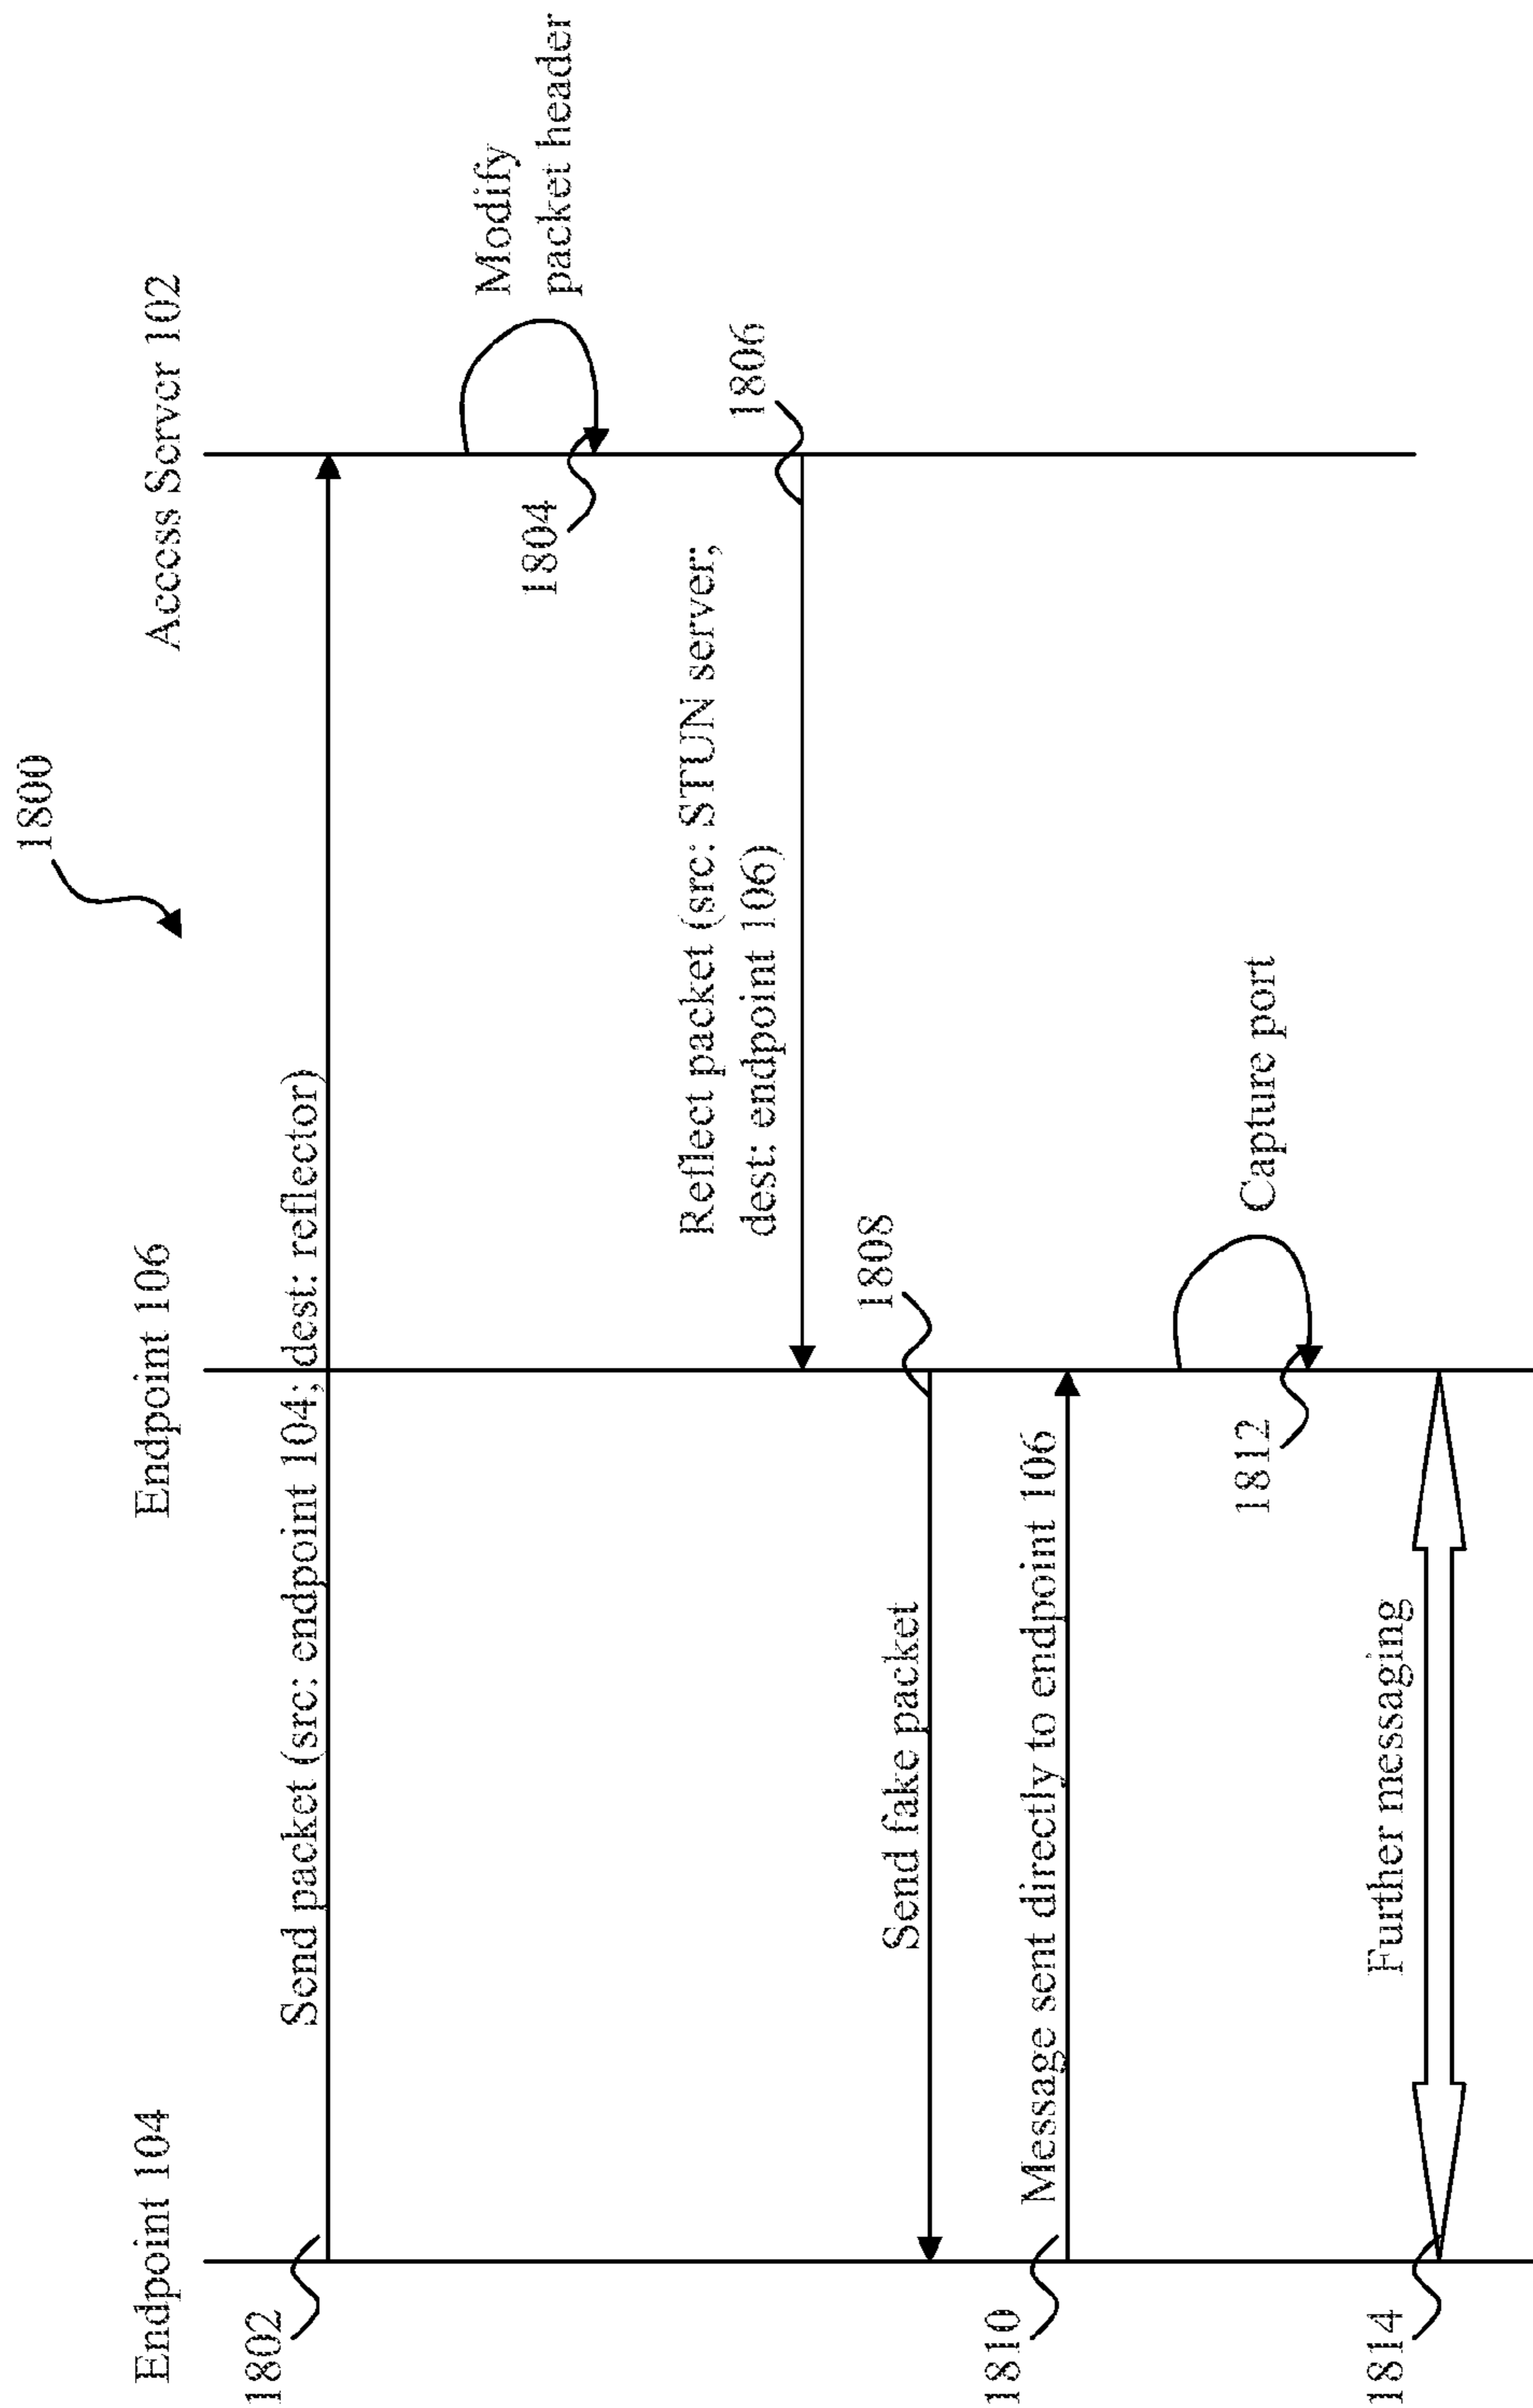 1800
Endpoint 104
Endpoint 106
Access Server 102
1802
Send packet (src: endpoint 104; dest: reflector)
Modify
packet header
1804
Reflect packet (src: STUN server;
dest: endpoint 106)
1806
1808
Send fake packet
1810
Message sent directly to endpoint 106
Capture port
1812
1814
Further messaging